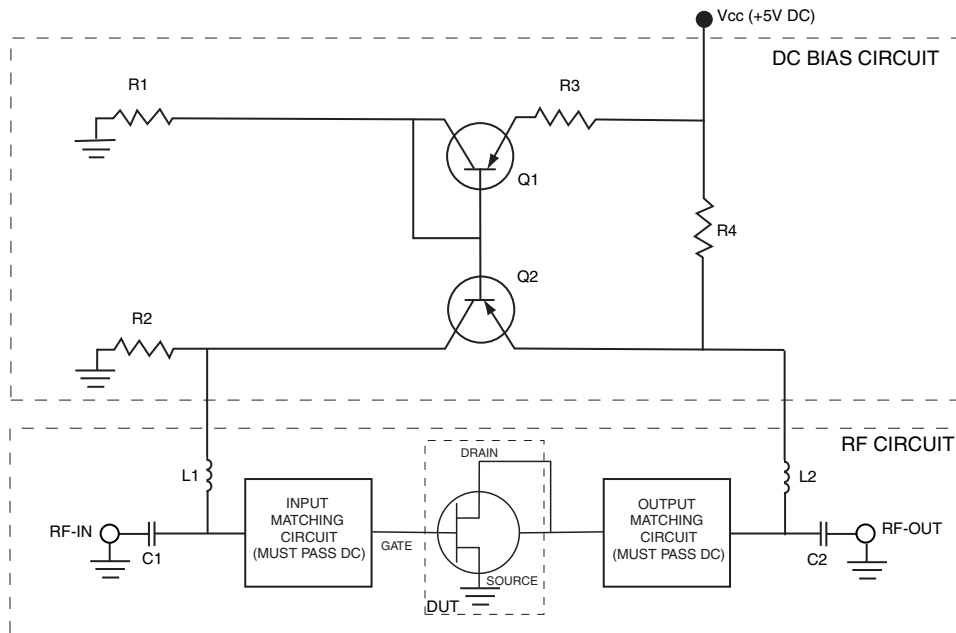 Vcc (+5V DC)
DC BIAS CIRCUIT
R1
R3
Q1
R4
Q2
R2
RF CIRCUIT
DRAIN
L1
L2
INPUT
MATCHING
CIRCUIT
(MUST PASS DC)
OUTPUT
MATCHING
CIRCUIT
(MUST PASS DC)
RF-IN
C1
GATE
SOURCE
DUT
C2
RF-OUT